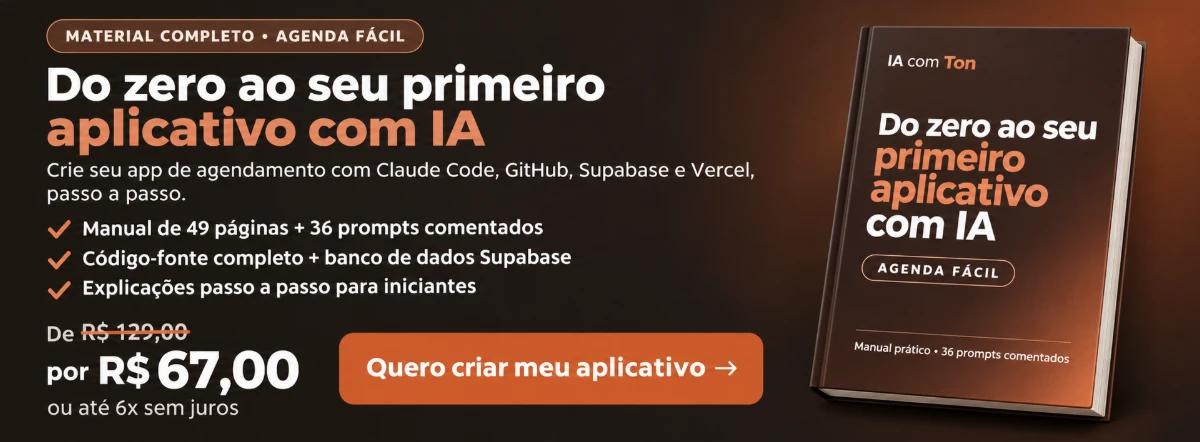 MATERIAL COMPLETO • AGENDA FÁCIL
Do zero ao seu primeiro
aplicativo com IA
Crie seu app de agendamento com Claude Code, GitHub, Supabase e Vercel,
passo a passo.
Manual de 49 páginas + 36 prompts comentados
Código-fonte completo + banco de dados Supabase
Explicações passo a passo para iniciantes
De R$ 129,00
por R$ 67,00
ou até 6x sem juros
Quero criar meu aplicativo →
IA com Ton
Do zero ao seu
primeiro
aplicativo
com IA
AGENDA FÁCIL
Manual prático • 36 prompts comentados